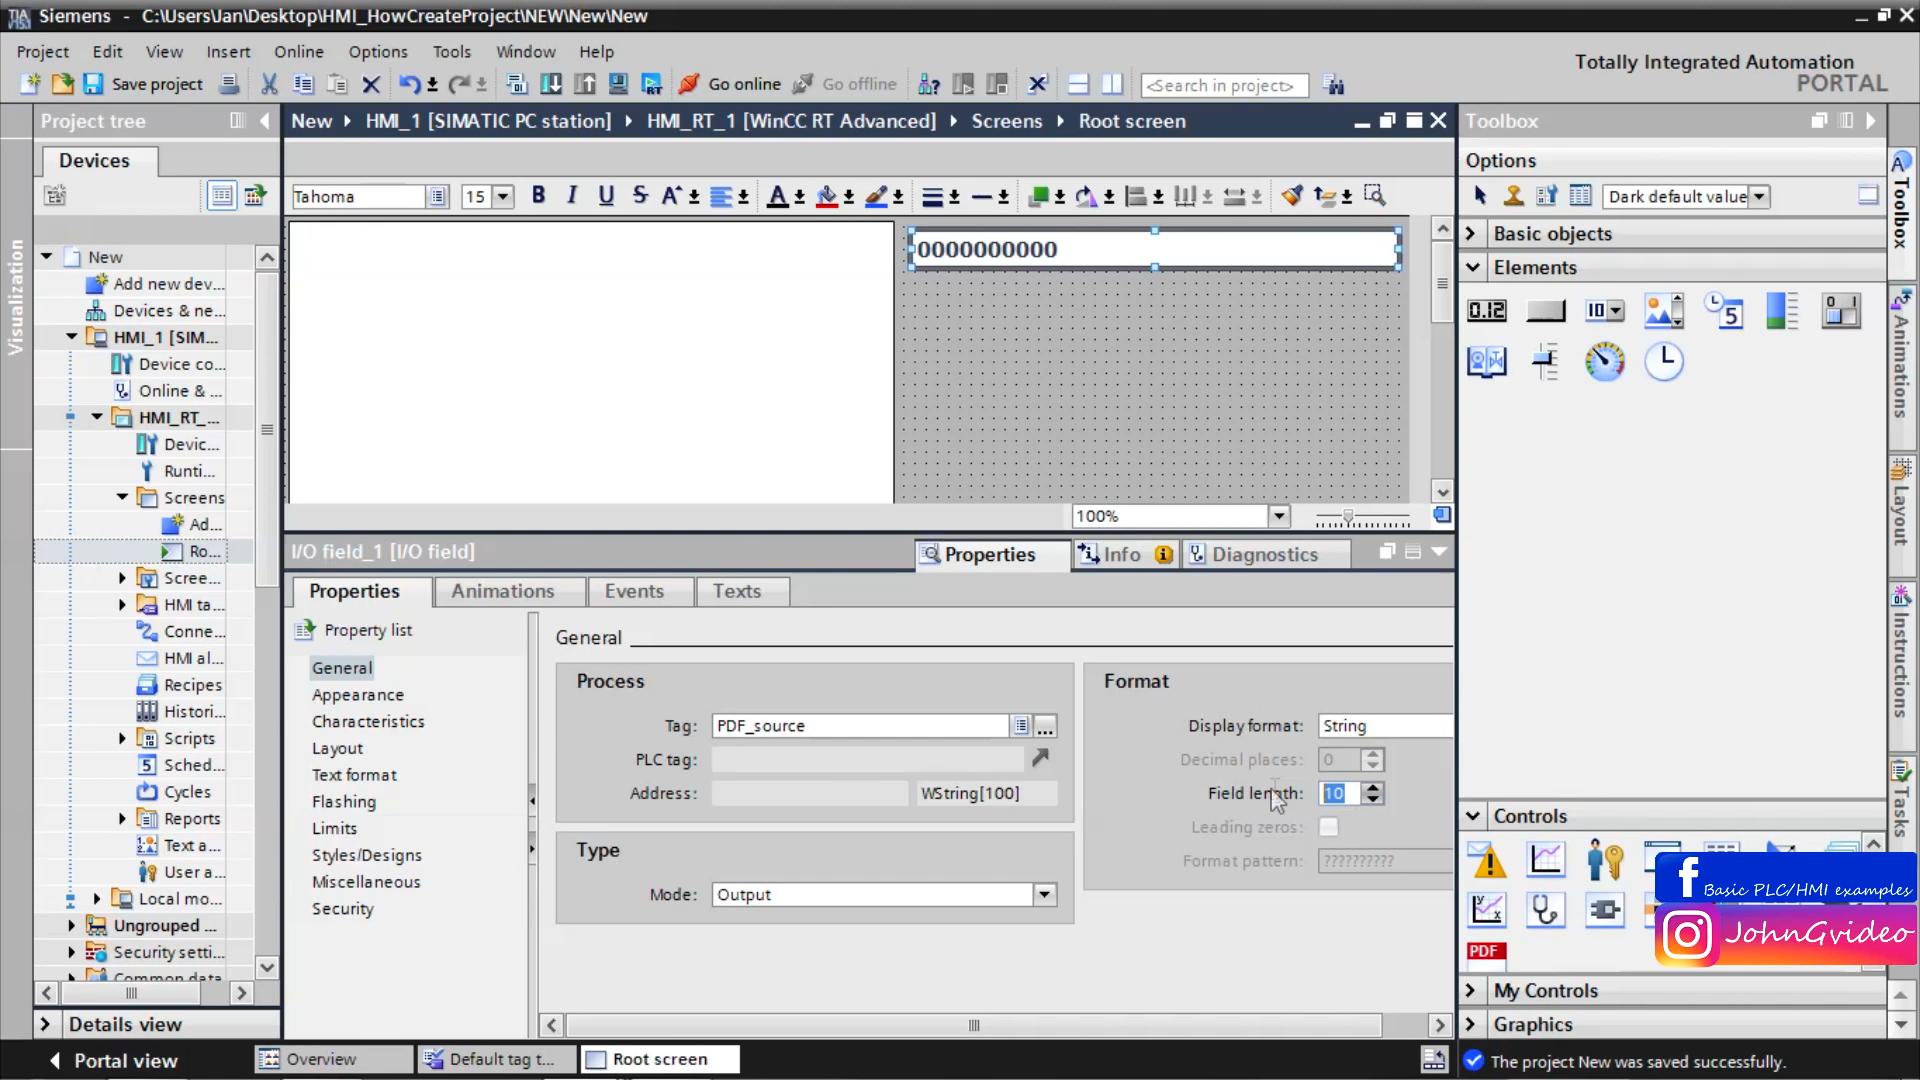 Siemens - C:\Users\Jan\Desktop\HMI_HowCreateProject\NEW\New\New
Project Edit View Insert Online Options Tools Window Help
Totally Integrated Automation
PORTAL
Save project
Go online
Go offline
<Search in project>
Project tree
New HMI_1 [SIMATIC PC station] HMI_RT_1 [WinCC RT Advanced] Screens Root screen
Toolbox
Devices
Options
Tahoma
15
B I U S
Dark default value
Basic objects
Elements
0000000000
New
Add new dev...
Devices & ne...
HMI_1 [SIM...
Device co...
Online & ...
HMI_RT_...
Devic...
Runti...
Screens
Ad...
Ro...
Scree...
HMI ta...
Conne...
HMI al...
Recipes
Histori...
Scripts
Sched...
Cycles
Reports
Text a...
User a...
Local mo...
Ungrouped ...
Security setti...
Common data
Details view
Visualization
100%
I/O field_1 [I/O field]
Properties
Info
Diagnostics
Properties
Animations
Events
Texts
Property list
General
Appearance
Characteristics
Layout
Text format
Flashing
Limits
Styles/Designs
Miscellaneous
Security
General
Process
Tag: PDF_source
PLC tag:
Address: WString[100]
Type
Mode: Output
Format
Display format: String
Decimal places: 0
Field length: 10
Leading zeros:
Format pattern: ??????????
0.12
10
5
Controls
PDF
My Controls
Graphics
Toolbox
Animations
Layout
Instructions
Tasks
Basic PLC/HMI examples
JohnGvideo
Portal view
Overview
Default tag t...
Root screen
The project New was saved successfully.